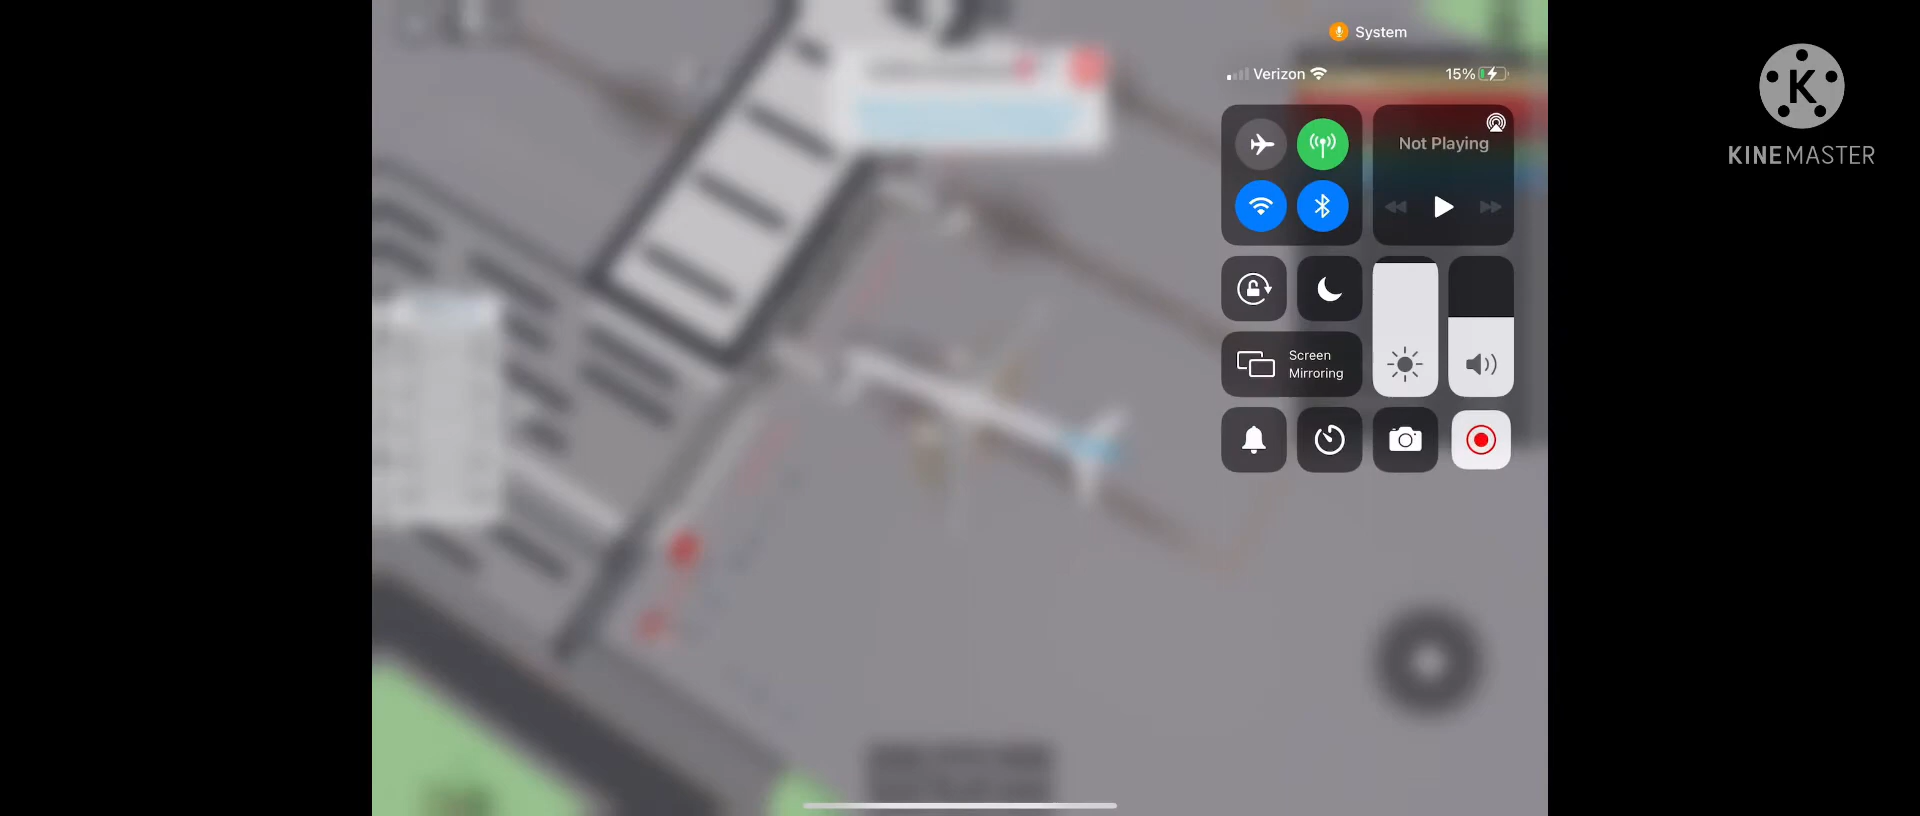 System
Verizon
15%
Not Playing
Screen
Mirroring
K
KINEMASTER